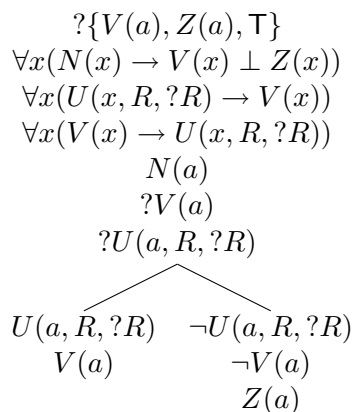 ?{V(a), Z(a), T}
∀x(N(x) → V(x) ⊥ Z(x))
∀x(U(x, R, ?R) → V(x))
∀x(V(x) → U(x, R, ?R))
N(a)
?V(a)
?U(a, R, ?R)
U(a, R, ?R) ¬U(a, R, ?R)
V(a) ¬V(a)
Z(a)